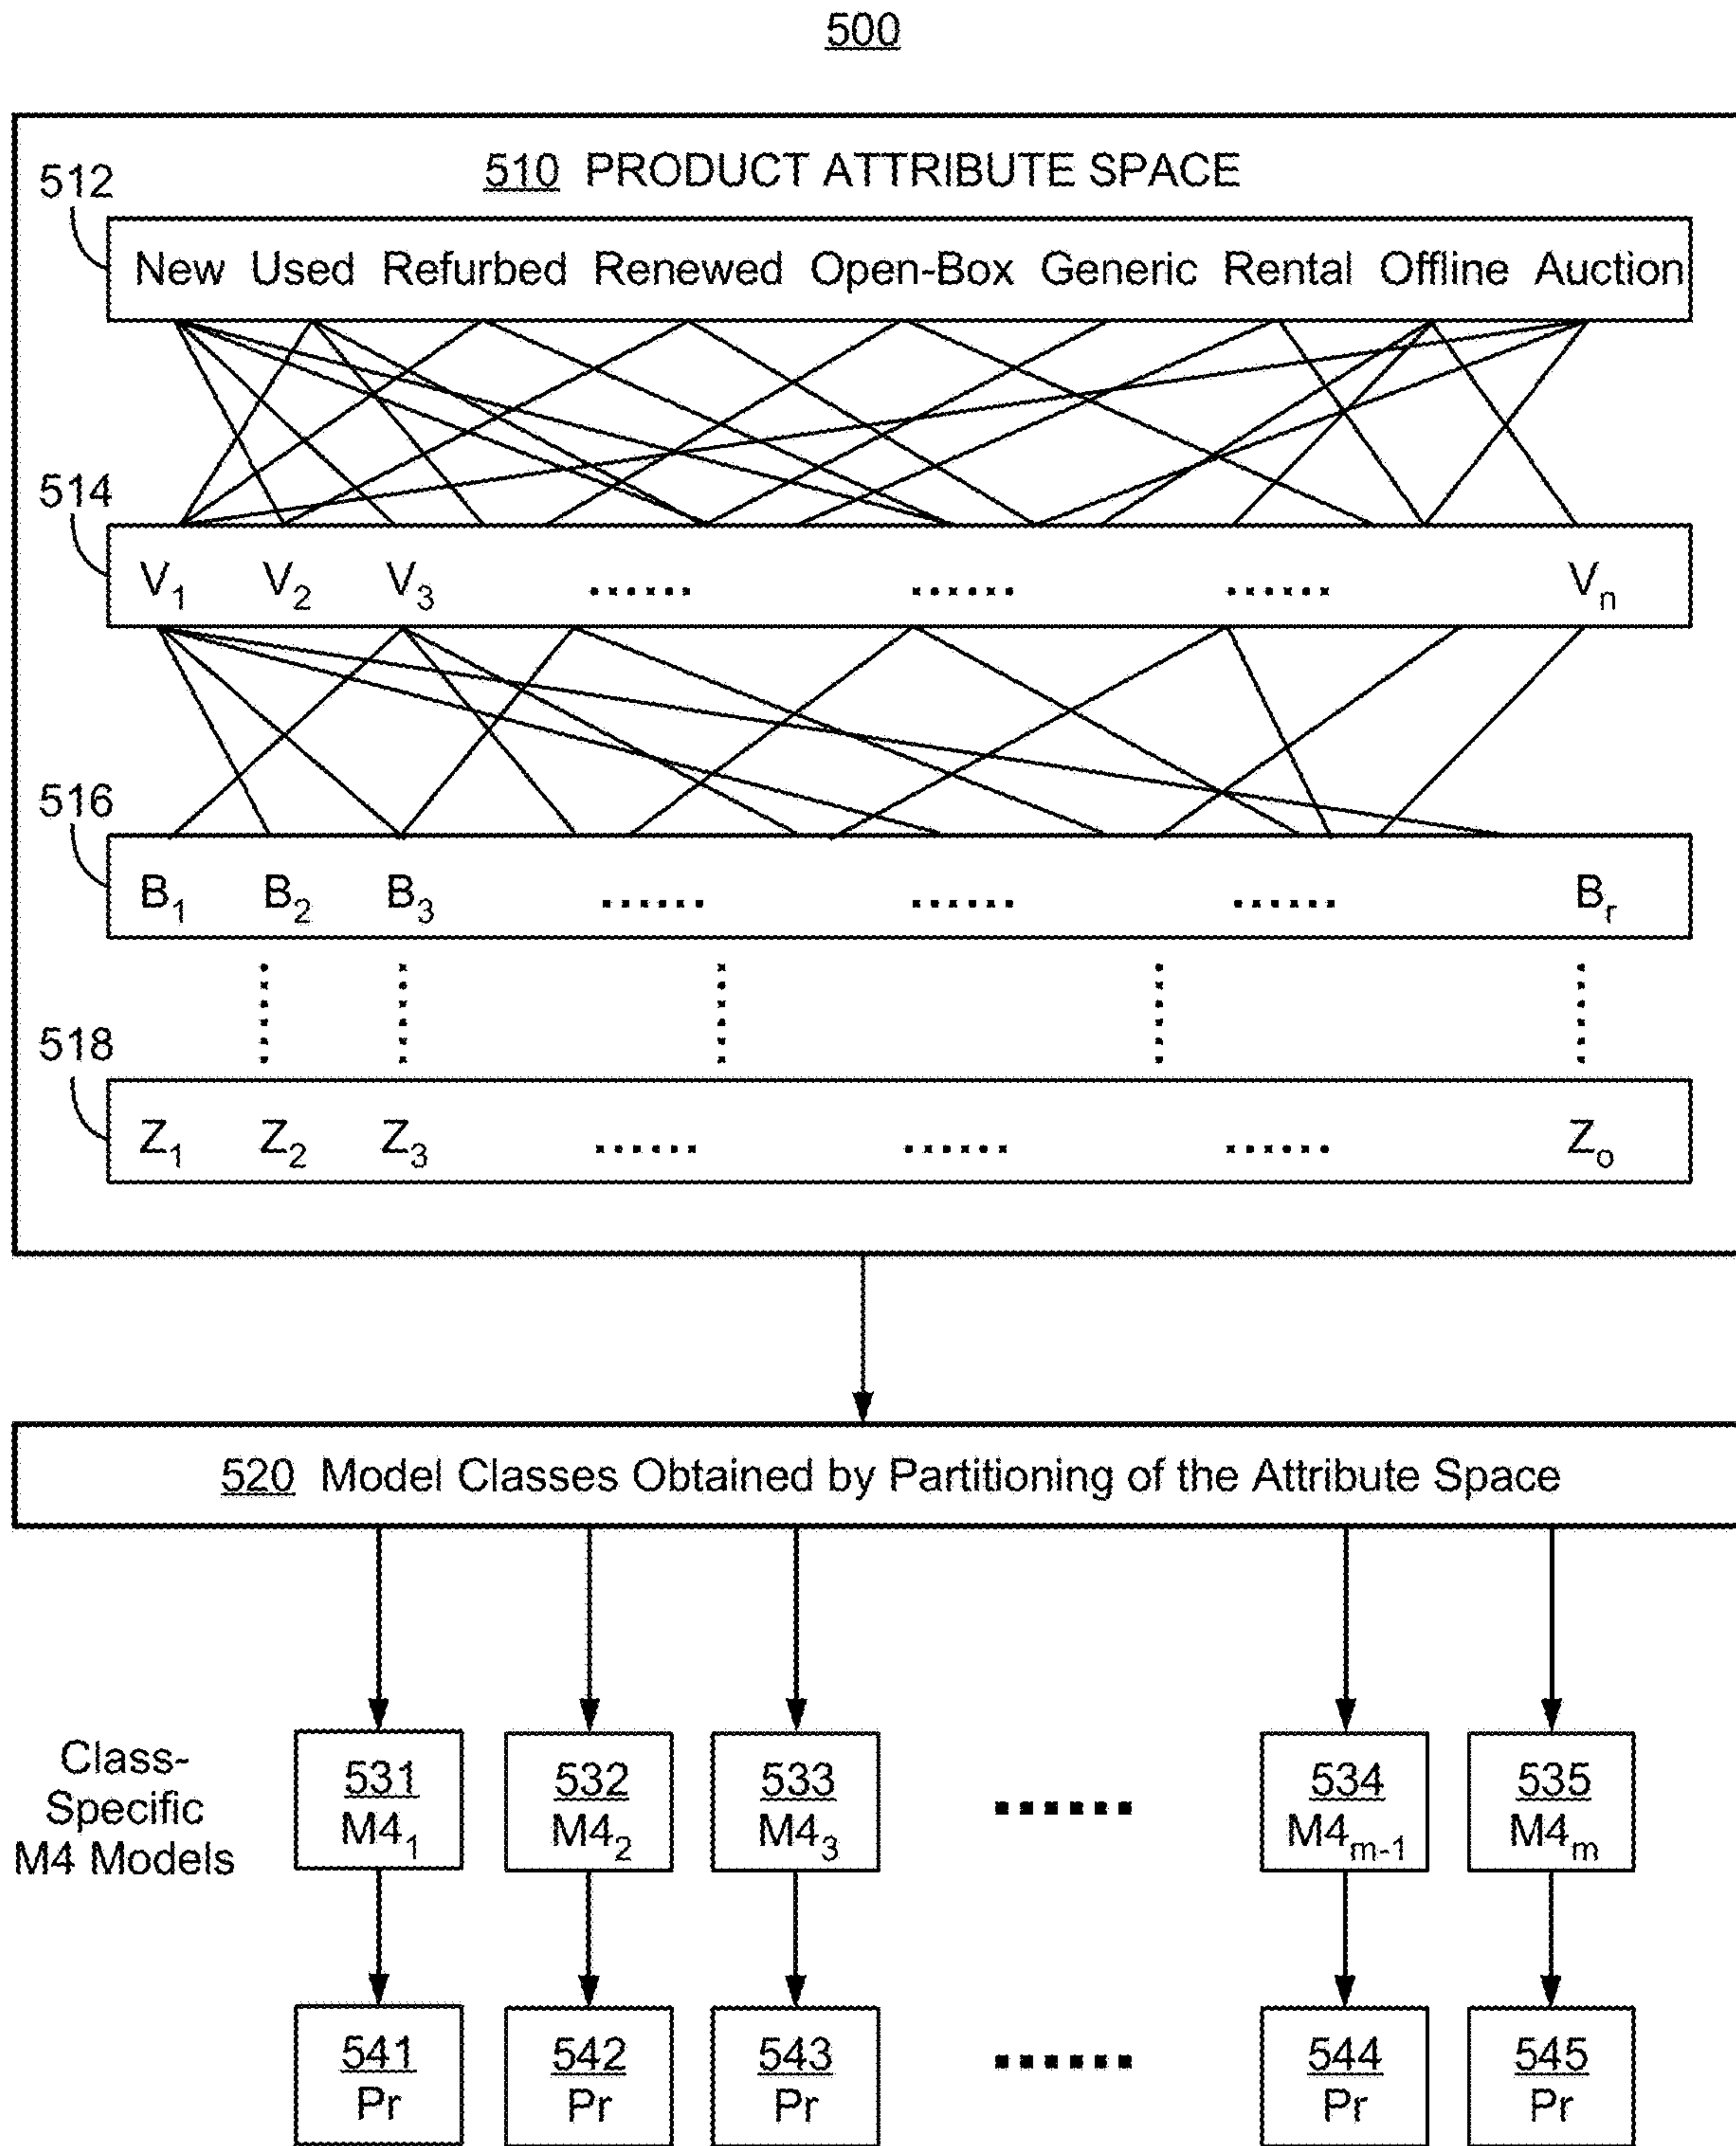 500
510 PRODUCT ATTRIBUTE SPACE
512
New Used Refurbed Renewed Open-Box Generic Rental Offline Auction
514
V₁ V₂ V₃ ...... ...... ...... Vₙ
516
B₁ B₂ B₃ ...... ...... ...... Bᵣ
518
Z₁ Z₂ Z₃ ...... ...... ...... Zₒ
520 Model Classes Obtained by Partitioning of the Attribute Space
Class-
Specific
M4 Models
531 532 533 ...... 534 535
M4₁ M4₂ M4₃ M4ₘ₋₁ M4ₘ
541 542 543 ...... 544 545
Pr Pr Pr Pr Pr